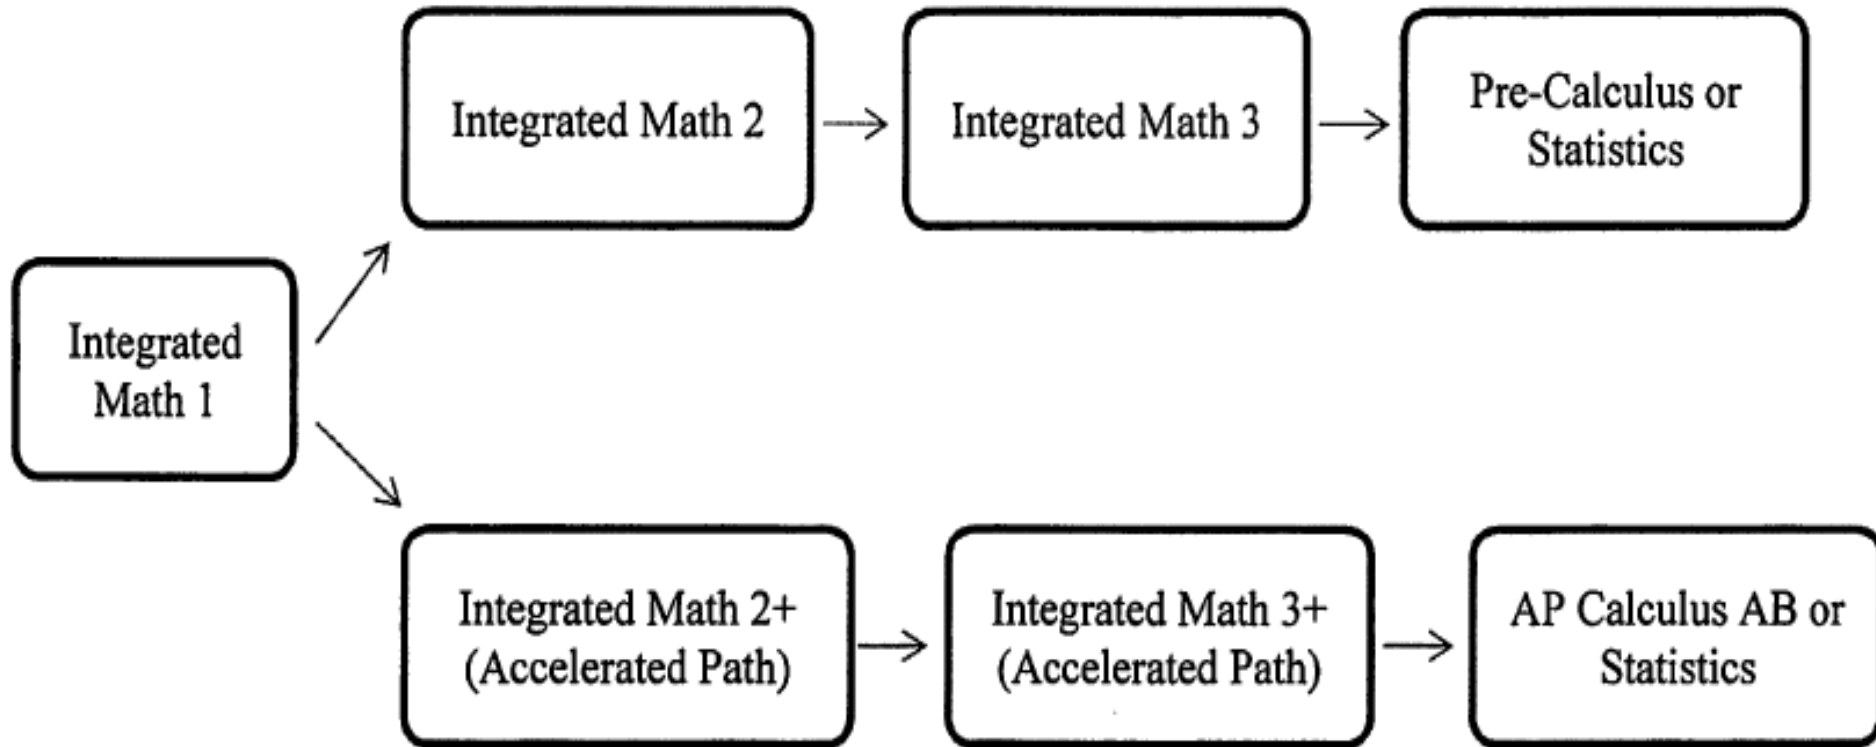 Integrated Math 2
Integrated Math 3
Pre-Calculus or
Statistics
Integrated
Math 1
Integrated Math 2+
(Accelerated Path)
Integrated Math 3+
(Accelerated Path)
AP Calculus AB or
Statistics